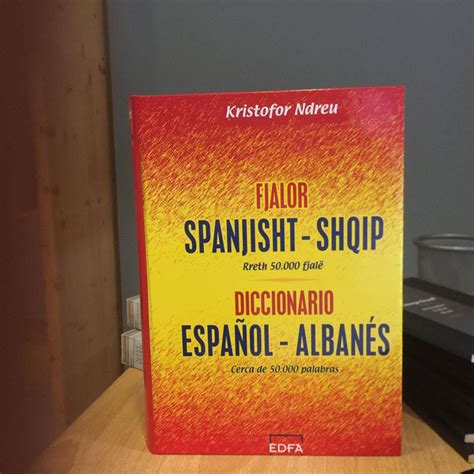 Kristofor Ndreu
FJALOR
SPANJISHT - SHQIP
Rreth 50.000 fjalë
DICCIONARIO
ESPAÑOL - ALBANÉS
Cerca de 50.000 palabras
EDFA